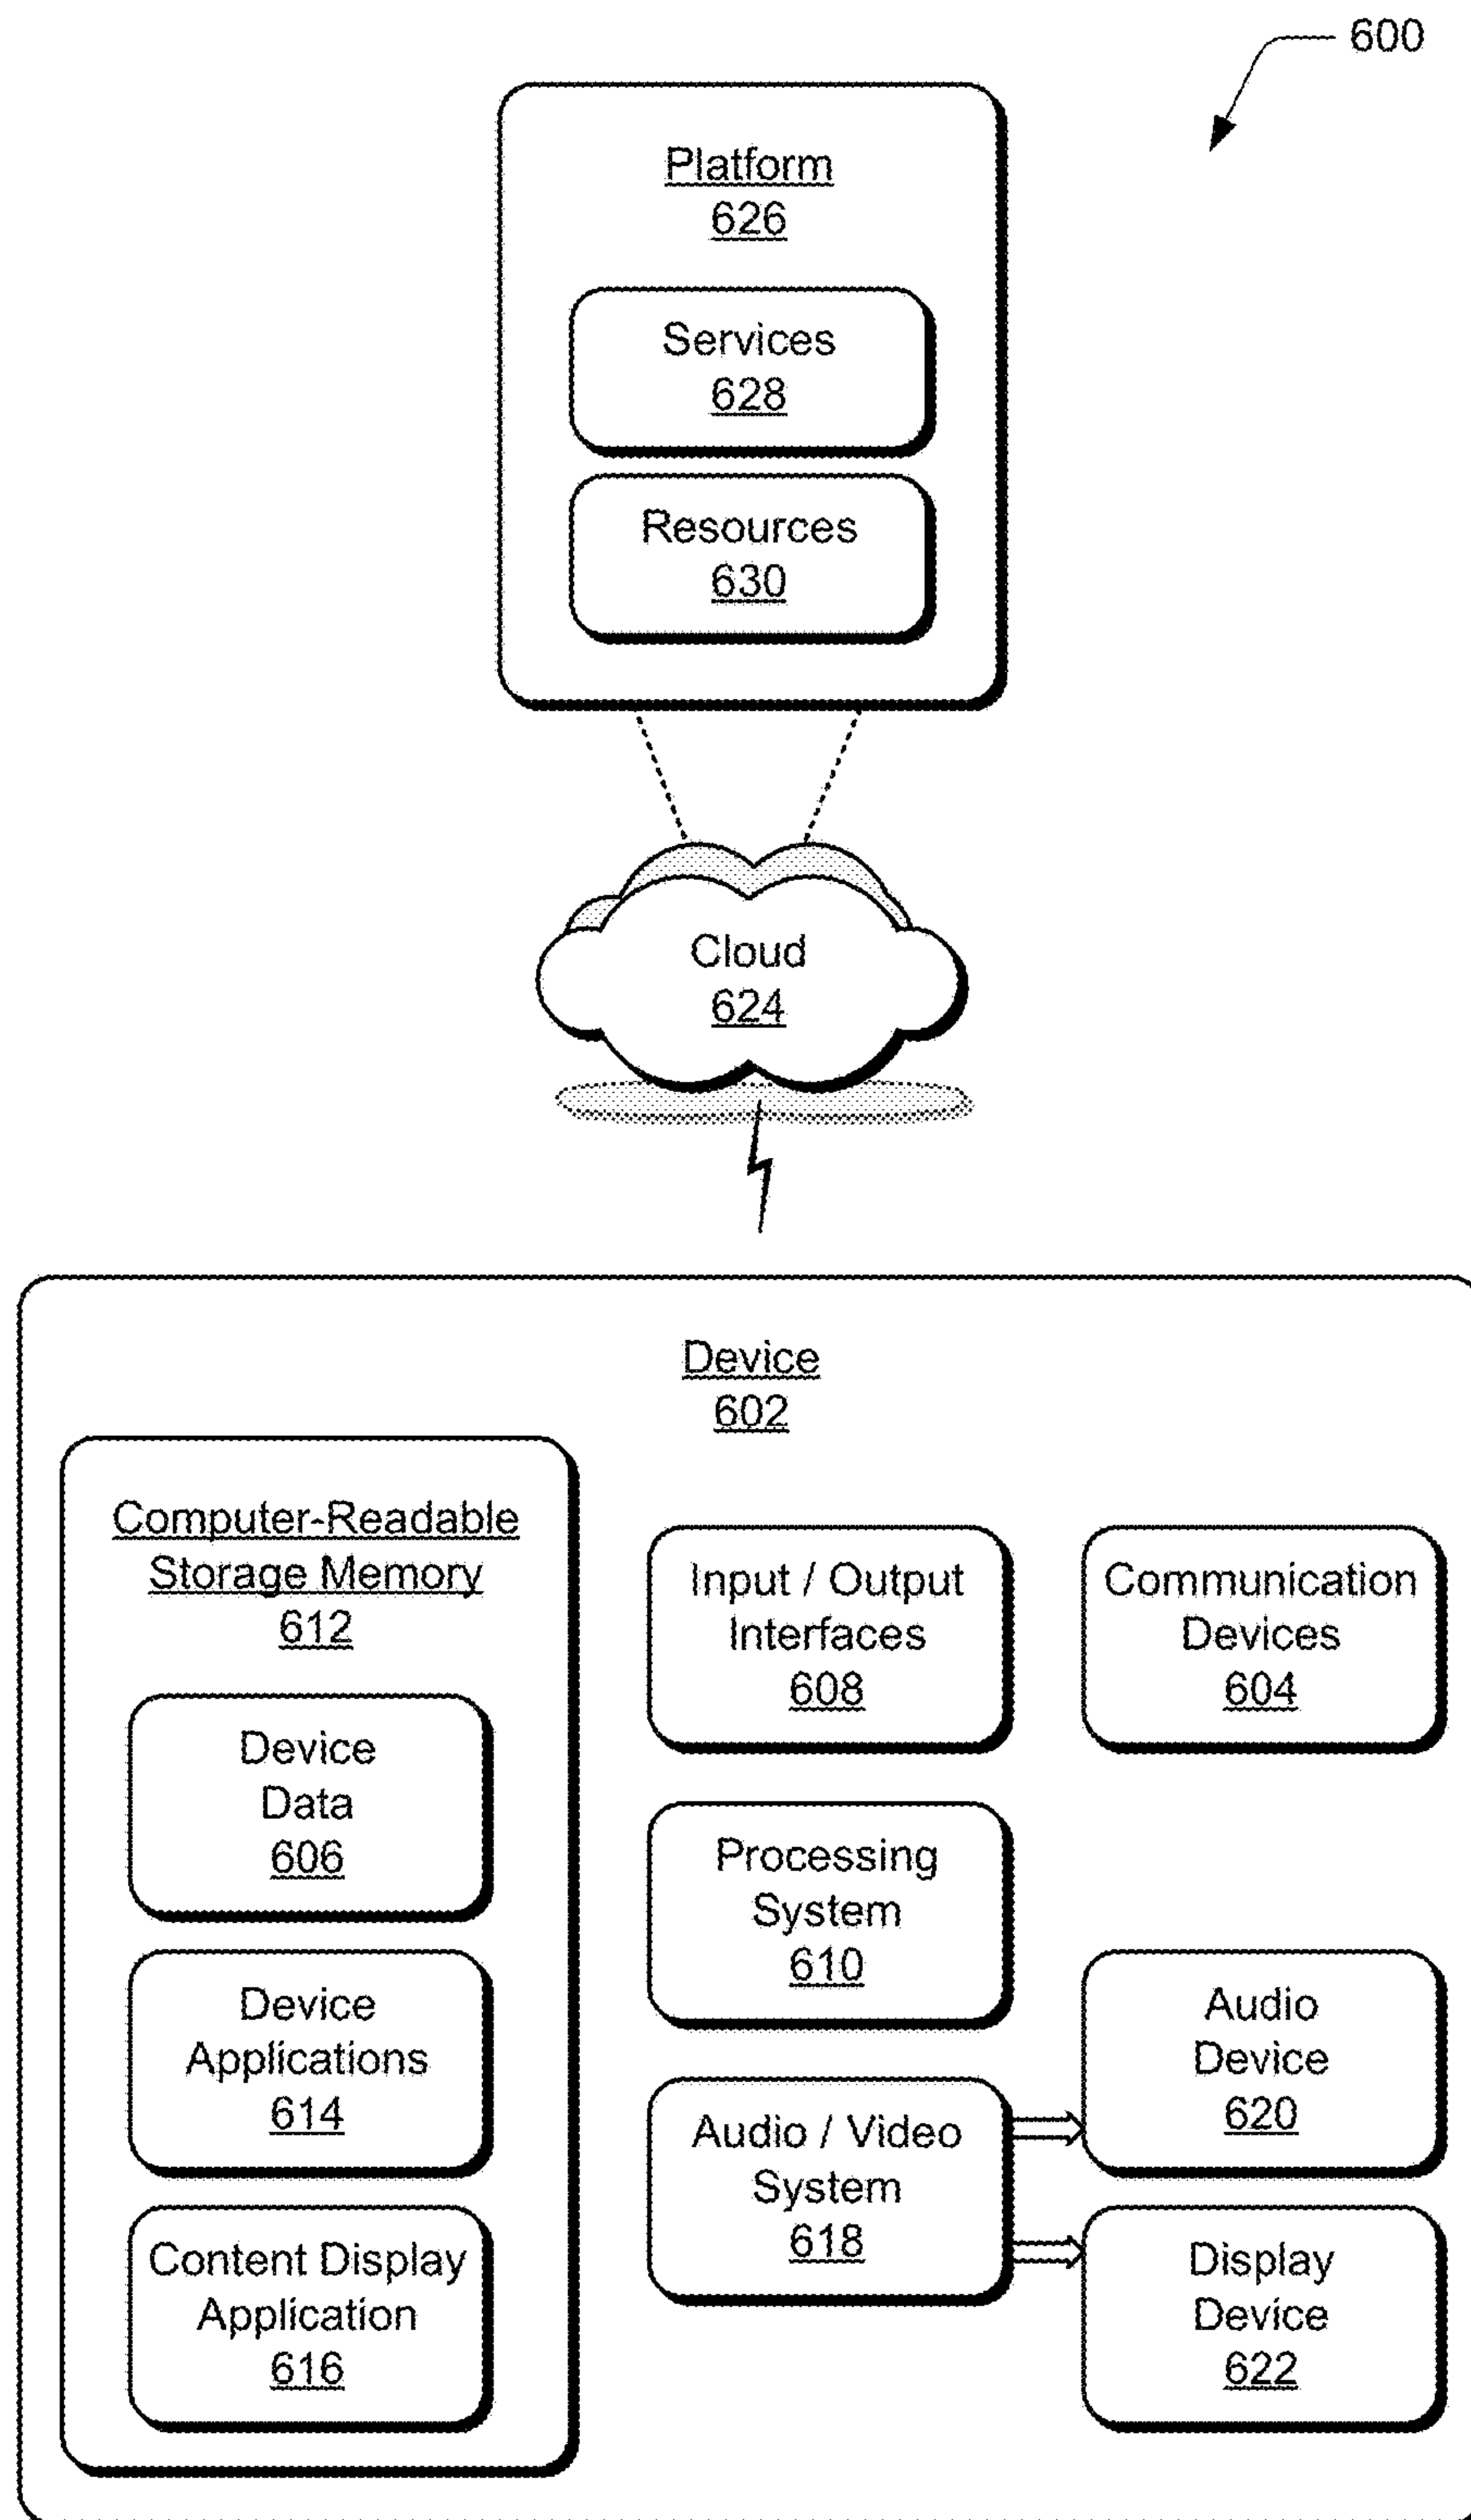 600
Platform
626
Services
628
Resources
630
Cloud
624
Device
602
Computer-Readable
Storage Memory
612
Device
Data
606
Device
Applications
614
Content Display
Application
616
Input / Output
Interfaces
608
Processing
System
610
Audio / Video
System
618
Communication
Devices
604
Audio
Device
620
Display
Device
622